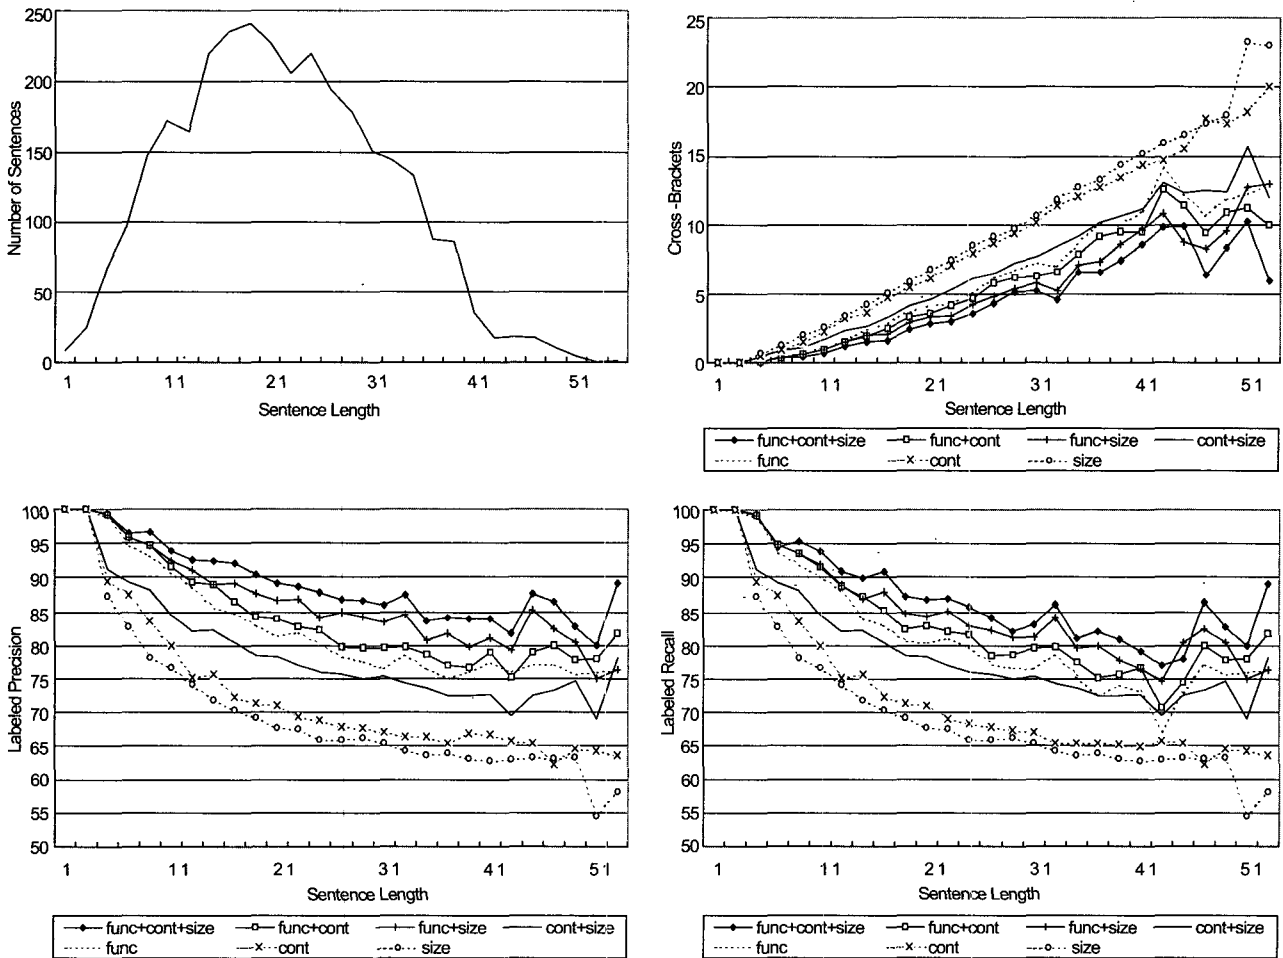 250
200
150
100
50
0
Number of Sentences
1 11 21 31 41 51
Sentence Length
25
20
15
10
5
0
Cross-Brackets
1 11 21 31 41 51
Sentence Length
func+cont+size func+cont func+size cont+size
func cont size
100
95
90
85
80
75
70
65
60
55
50
Labeled Precision
1 11 21 31 41 51
Sentence Length
func+cont+size func+cont func+size cont+size
func cont size
100
95
90
85
80
75
70
65
60
55
50
Labeled Recall
1 11 21 31 41 51
Sentence Length
func+cont+size func+cont func+size cont+size
func cont size